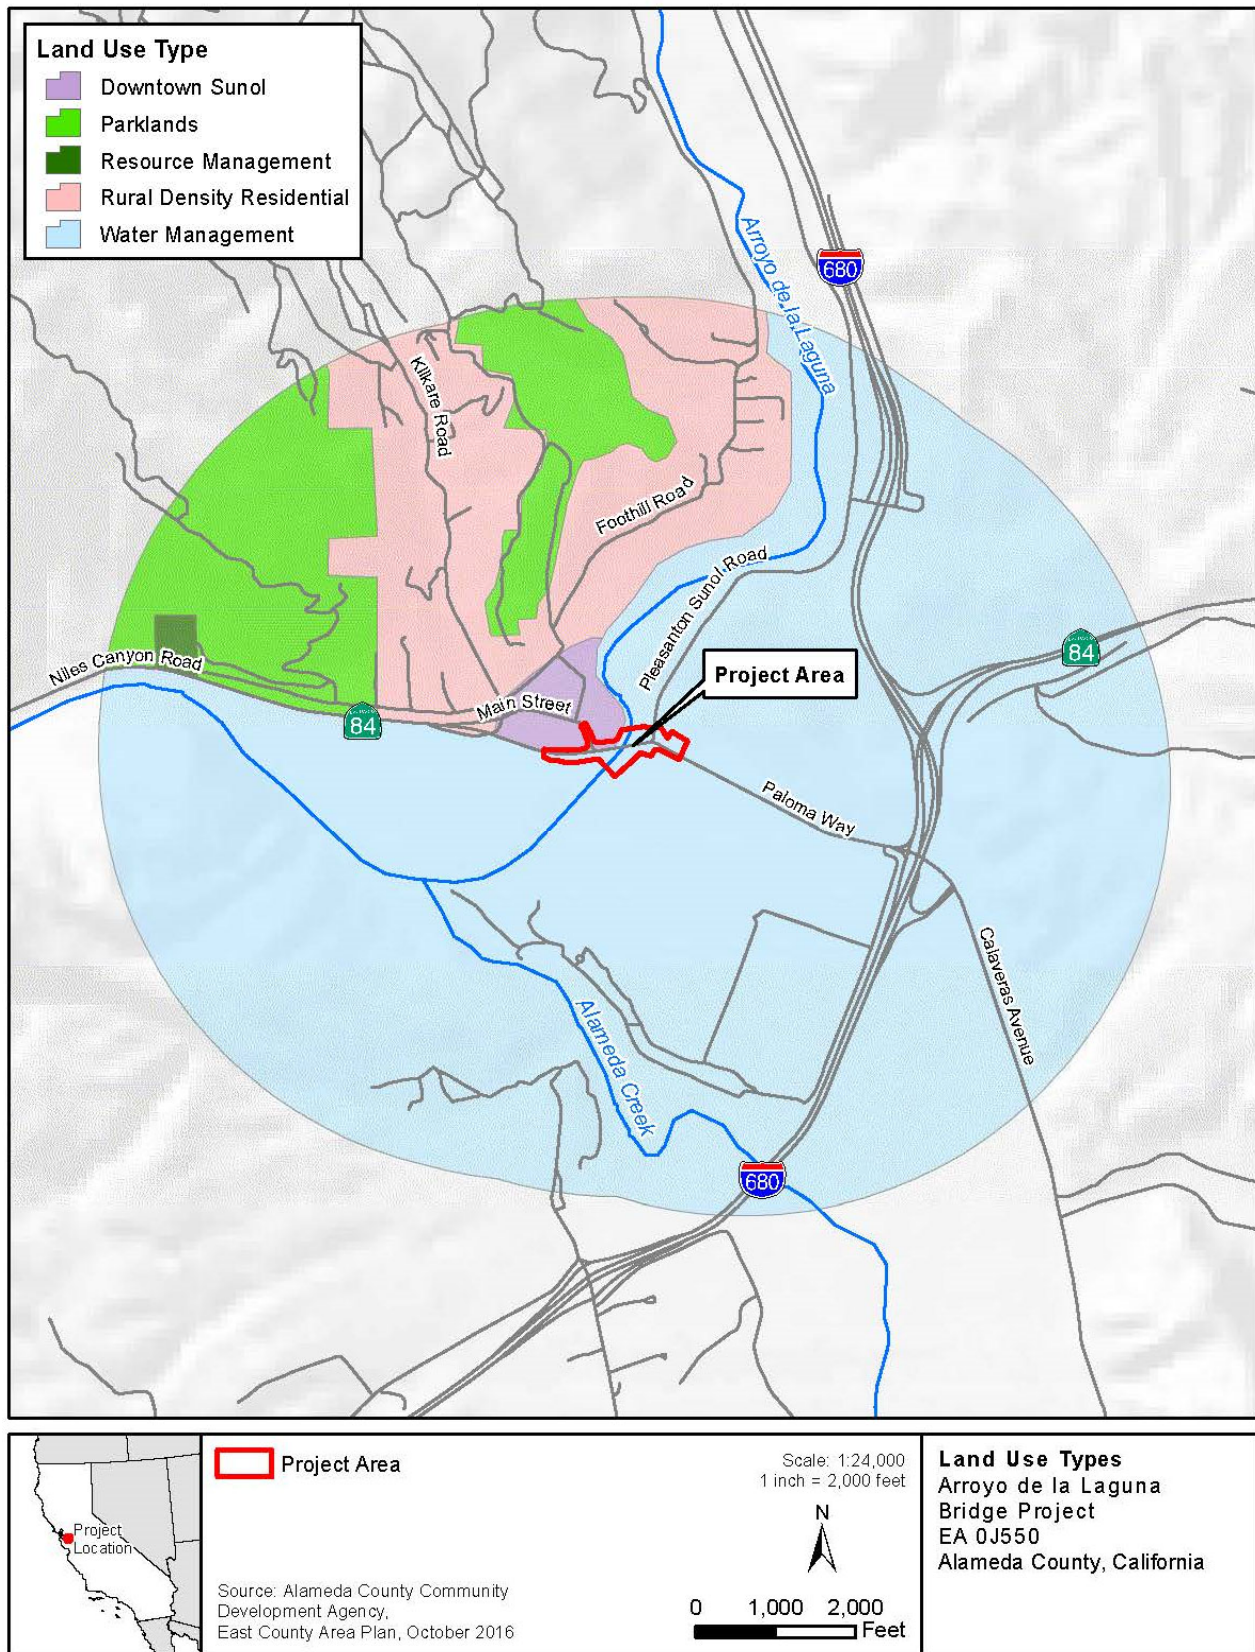 Land Use Type
Downtown Sunol
Parklands
Resource Management
Rural Density Residential
Water Management
Arroyo de la Laguna
680
Kilkare Road
Foothill Road
Pleasanton Sunol Road
Niles Canyon Road
84
Main Street
84
Project Area
Paloma Way
Calaveras Avenue
Alameda Creek
680
Project
Location
Project Area
Source: Alameda County Community
Development Agency,
East County Area Plan, October 2016
Scale: 1:24,000
1 inch = 2,000 feet
N
0 1,000 2,000
Feet
Land Use Types
Arroyo de la Laguna
Bridge Project
EA 0J550
Alameda County, California